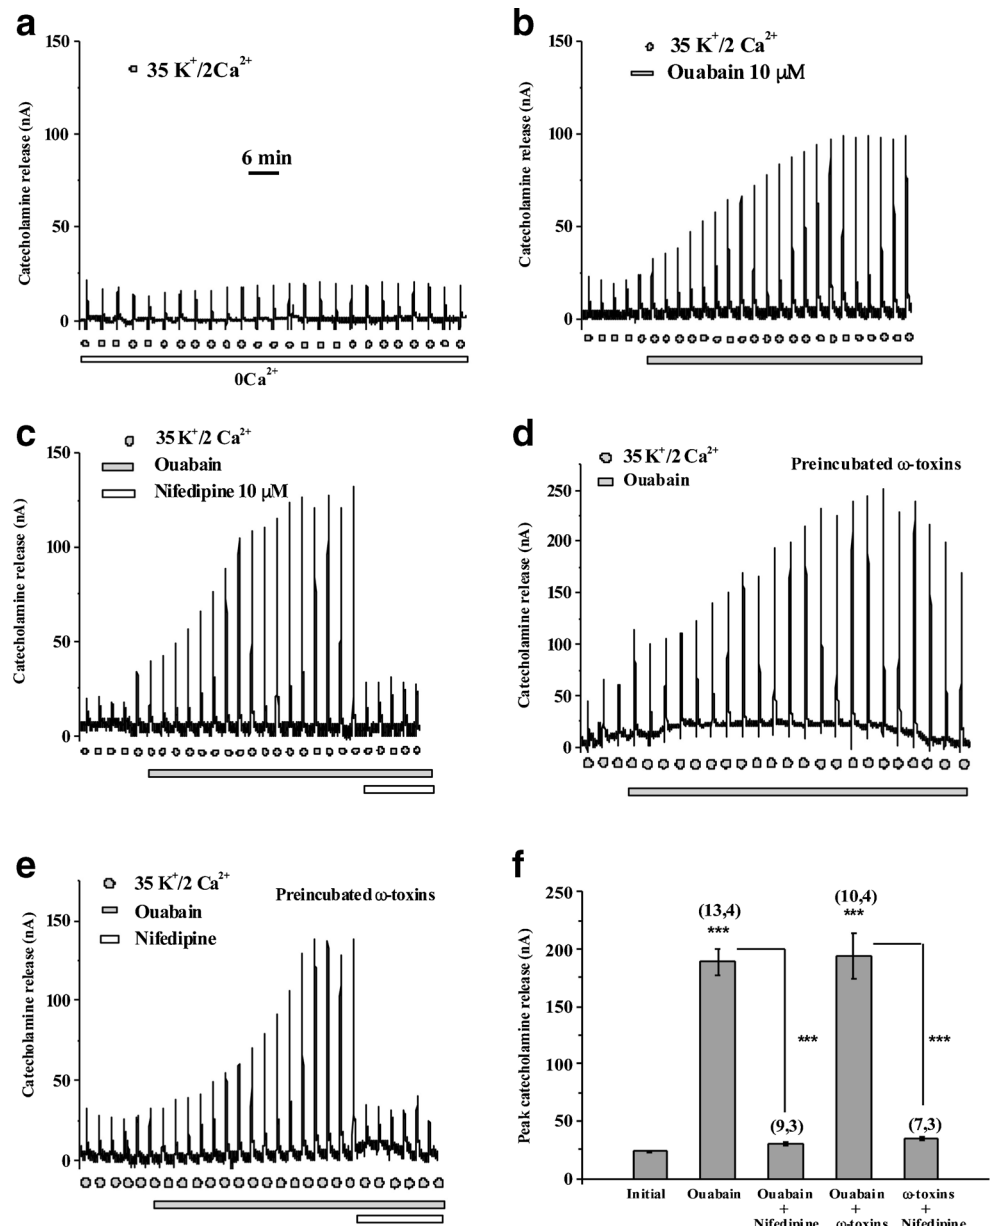 a
150
100
50
0
Catecholamine release (nA)
35 K⁺/2Ca²⁺
6 min
0Ca²⁺
b
150
100
50
0
Catecholamine release (nA)
35 K⁺/2 Ca²⁺
Ouabain 10 μM
c
150
100
50
0
Catecholamine release (nA)
35 K⁺/2 Ca²⁺
Ouabain
Nifedipine 10 μM
d
250
200
150
100
50
0
Catecholamine release (nA)
35 K⁺/2 Ca²⁺
Ouabain
Preincubated ω-toxins
e
150
100
50
0
Catecholamine release (nA)
35 K⁺/2 Ca²⁺
Ouabain
Nifedipine
Preincubated ω-toxins
f
250
200
150
100
50
0
Peak catecholamine release (nA)
(13,4)
***
(10,4)
***
***
***
(9,3)
(7,3)
Initial
Ouabain
Ouabain
+
Nifedipine
Ouabain
+
ω-toxins
ω-toxins
+
Nifedipine